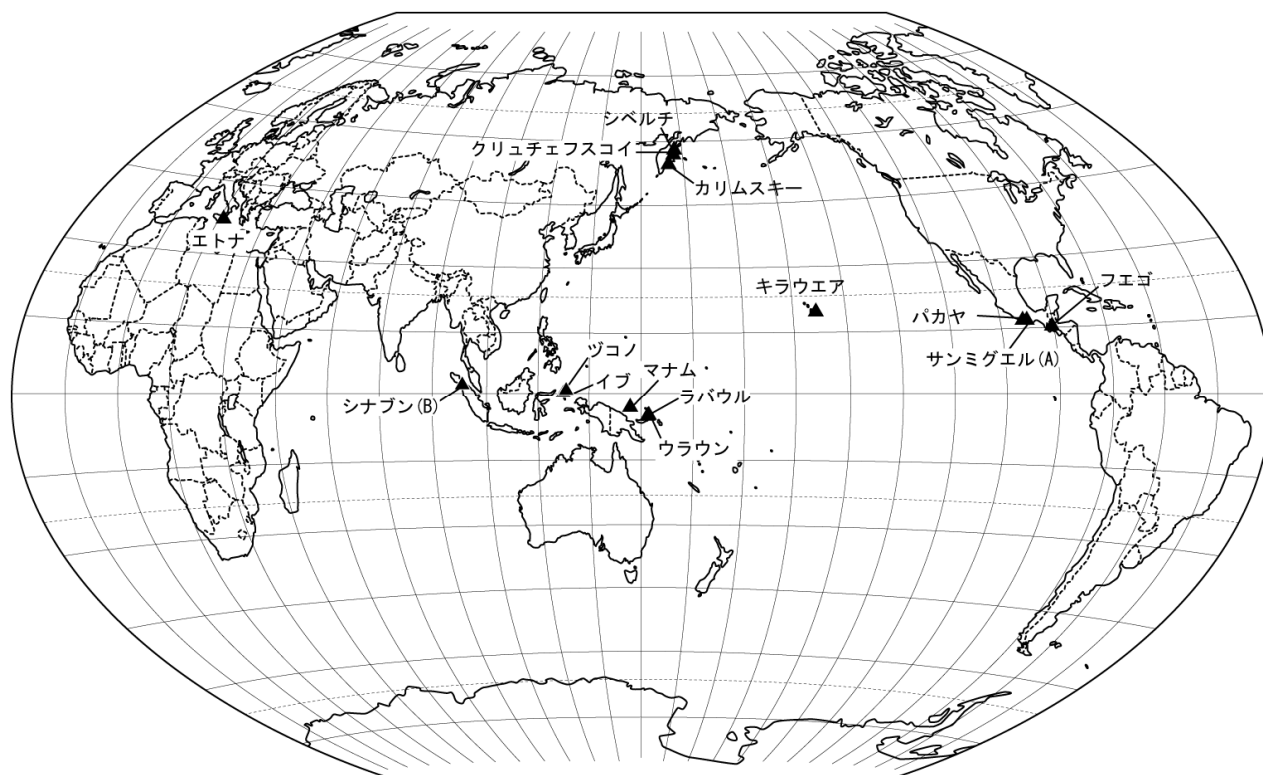 シベルチ
クリュチェフスコイ
カリムスキー
エトナ
キラウエア
フエゴ
パカヤ
サンミグエル(A)
ヅコノ
マナム
イブ
ラバウル
シナブン(B)
ウラウン